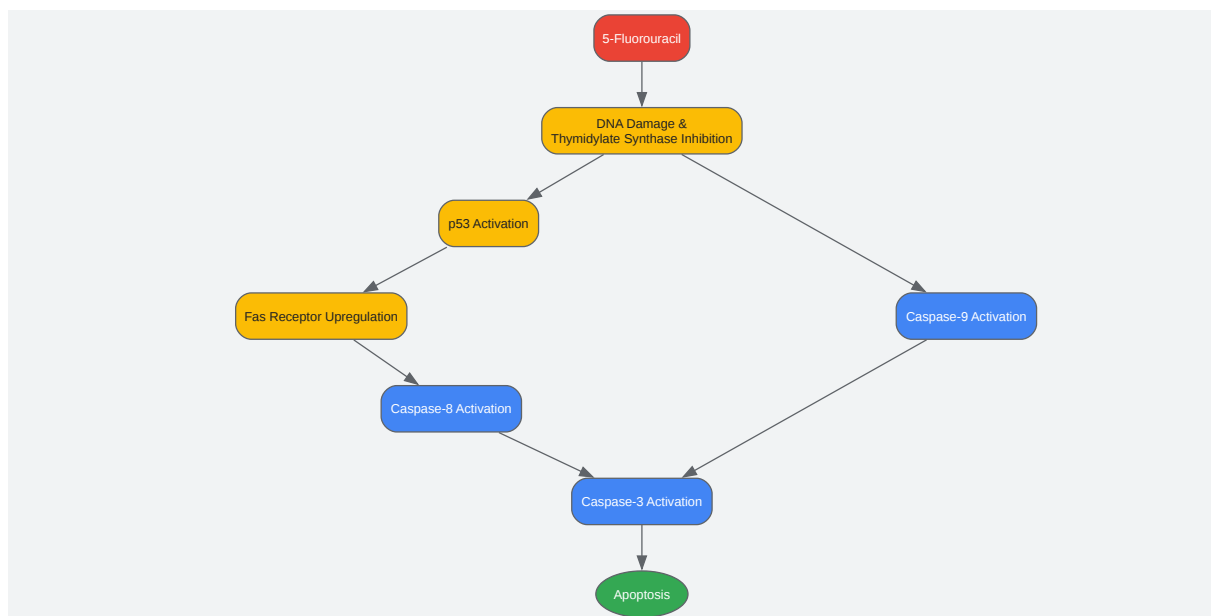 5-Fluorouracil
DNA Damage &
Thymidylate Synthase Inhibition
p53 Activation
Fas Receptor Upregulation
Caspase-9 Activation
Caspase-8 Activation
Caspase-3 Activation
Apoptosis